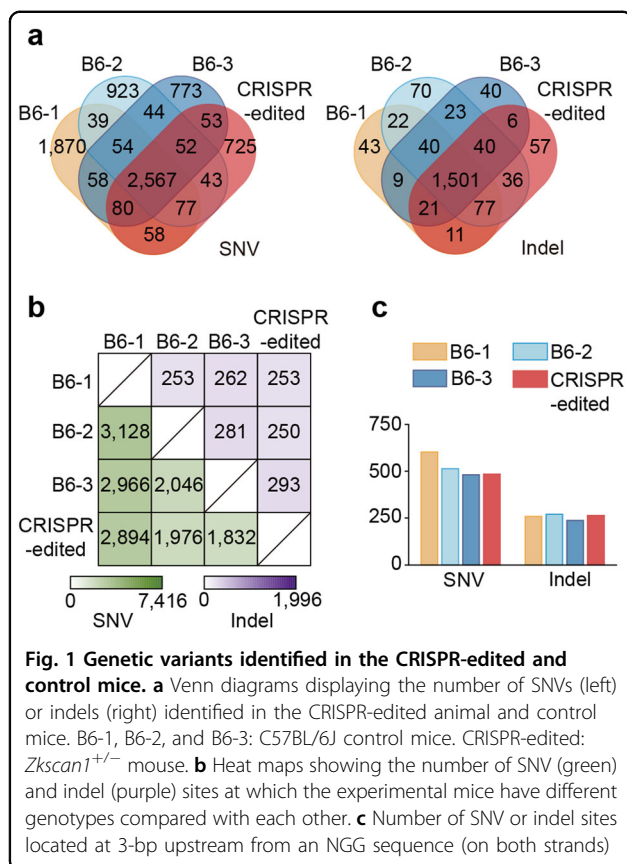 a
B6-2 B6-3
B6-1 CRISPR
-edited
923 773
39 44 53
1,870 54 52 725
58 2,567 43
80 77
58
SNV
B6-2 B6-3
B6-1 CRISPR
-edited
70 40
22 23 6
43 40 40 57
9 1,501 36
21 77
11
Indel
b
B6-1 B6-2 B6-3 CRISPR
-edited
B6-1 253 262 253
B6-2 3,128 281 250
B6-3 2,966 2,046 293
CRISPR
-edited 2,894 1,976 1,832
0 7,416
SNV
0 1,996
Indel
c
B6-1 B6-2
B6-3 CRISPR
-edited
750
500
250
0
SNV Indel
Fig. 1 Genetic variants identified in the CRISPR-edited and
control mice. a Venn diagrams displaying the number of SNVs (left)
or indels (right) identified in the CRISPR-edited animal and control
mice. B6-1, B6-2, and B6-3: C57BL/6J control mice. CRISPR-edited:
Zkscan1+/− mouse. b Heat maps showing the number of SNV (green)
and indel (purple) sites at which the experimental mice have different
genotypes compared with each other. c Number of SNV or indel sites
located at 3-bp upstream from an NGG sequence (on both strands)